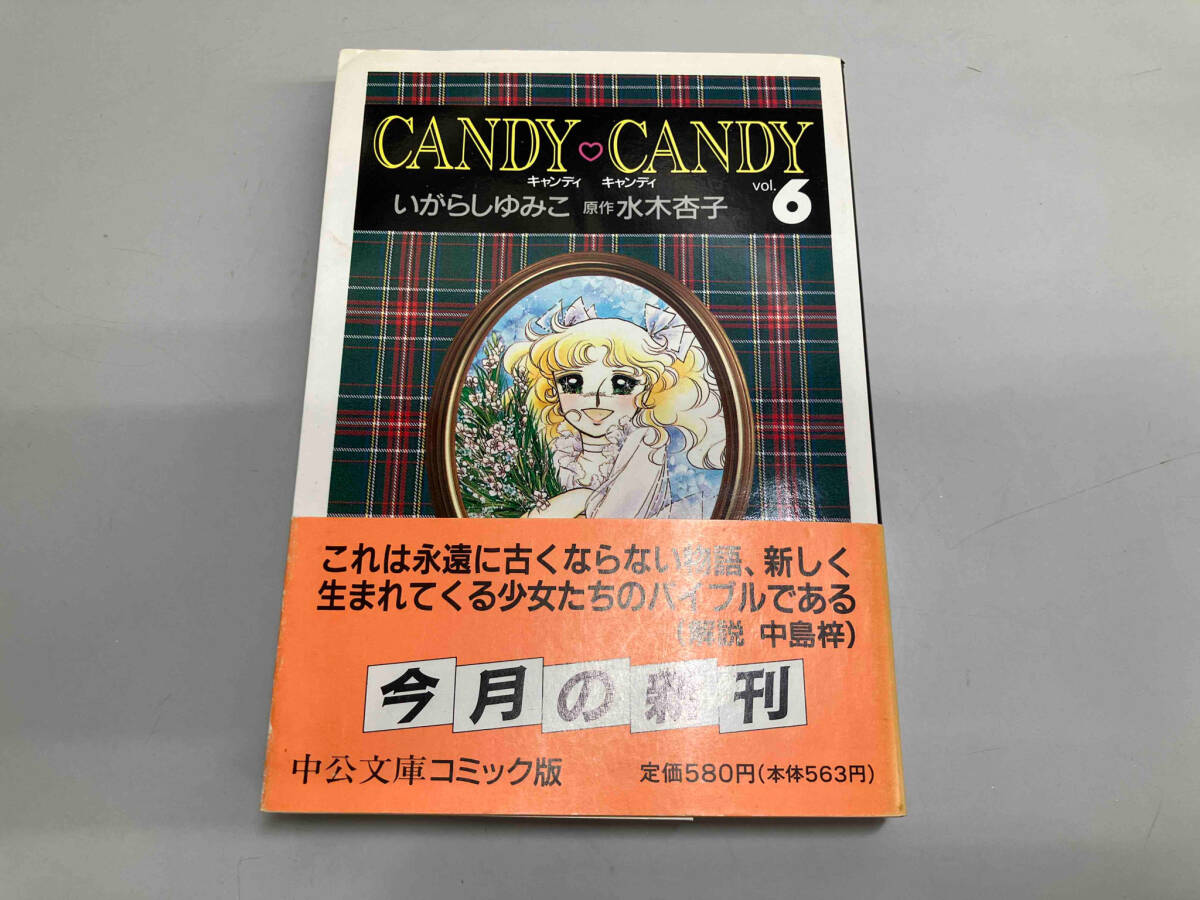 CANDY♡CANDY
キャンディ キャンディ
いがらしゆみこ 原作 水木杏子
vol. 6
これは永遠に古くならない物語、新しく
生まれてくる少女たちのバイブルである
(解説 中島梓)
今月の新刊
中公文庫コミック版
定価580円(本体563円)